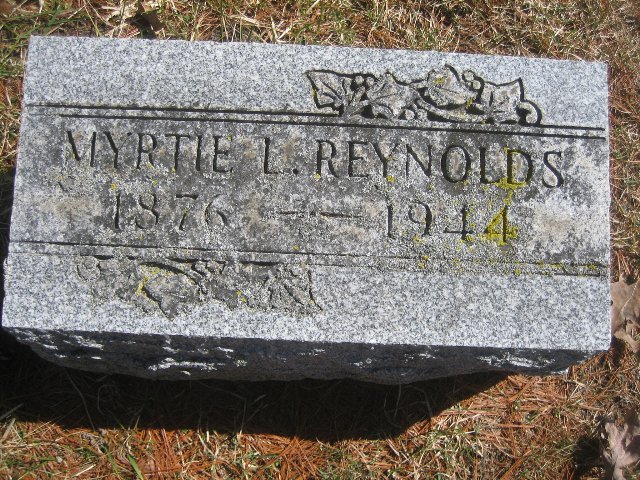 MYRTIE L. REYNOLDS
1876 — 1944